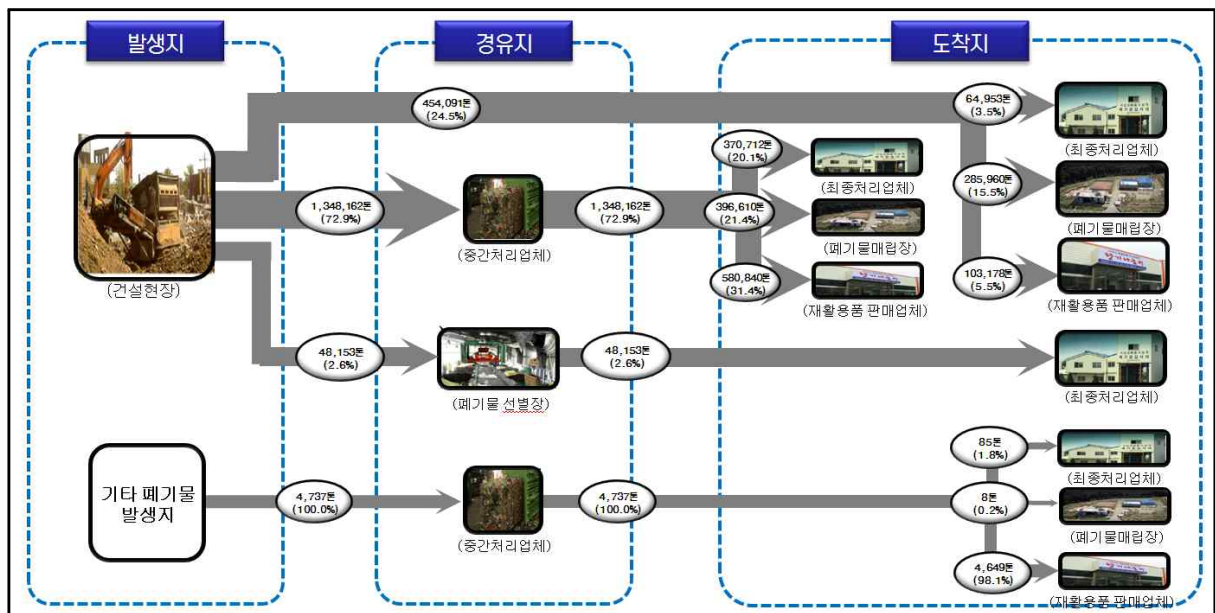 발생지
경유지
도착지
454,091톤
(24.5%)
64,953톤
(3.5%)
(최종처리업체)
285,960톤
(15.5%)
(폐기물매립장)
103,178톤
(5.5%)
(재활용품 판매업체)
(건설현장)
1,348,162톤
(72.9%)
(중간처리업체)
1,348,162톤
(72.9%)
370,712톤
(20.1%)
(최종처리업체)
396,610톤
(21.4%)
(폐기물매립장)
580,840톤
(31.4%)
(재활용품 판매업체)
48,153톤
(2.6%)
(폐기물 선별장)
48,153톤
(2.6%)
(최종처리업체)
기타 폐기물
발생지
4,737톤
(100.0%)
(중간처리업체)
4,737톤
(100.0%)
85톤
(1.8%)
(최종처리업체)
8톤
(0.2%)
(폐기물매립장)
4,649톤
(98.1%)
(재활용품 판매업체)